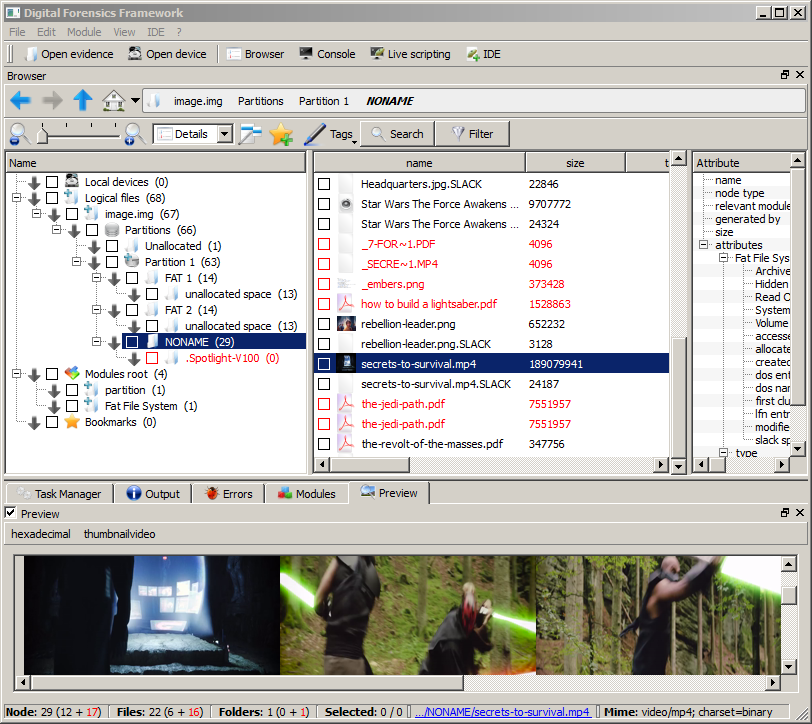 Digital Forensics Framework
File Edit Module View IDE ?
Open evidence Open device Browser Console Live scripting IDE
Browser
image.img Partitions Partition 1 NONAME
Details Tags Search Filter
Name
Local devices (0)
Logical files (68)
image.img (67)
Partitions (66)
Unallocated (1)
Partition 1 (63)
FAT 1 (14)
unallocated space (13)
FAT 2 (14)
unallocated space (13)
NONAME (29)
.Spotlight-V100 (0)
Modules root (4)
partition (1)
Fat File System (1)
Bookmarks (0)
name size t
Headquarters.jpg.SLACK 22846
Star Wars The Force Awakens ... 9707772
Star Wars The Force Awakens ... 24324
_7-FOR~1.PDF 4096
_SECRE~1.MP4 4096
_embers.png 373428
how to build a lightsaber.pdf 1528863
rebellion-leader.png 652232
rebellion-leader.png.SLACK 3128
secrets-to-survival.mp4 189079941
secrets-to-survival.mp4.SLACK 24187
the-jedi-path.pdf 7551957
the-jedi-path.pdf 7551957
the-revolt-of-the-masses.pdf 347756
Attribute
name
node type
relevant module
generated by
size
attributes
Fat File Sys
Archive
Hidden
Read O
System
Volume
accesse
allocate
created
dos ent
dos nam
first clu
lfn entr
modifie
slack sp
type
Task Manager Output Errors Modules Preview
Preview
hexadecimal thumbnailvideo
Node: 29 (12 + 17) Files: 22 (6 + 16) Folders: 1 (0 + 1) Selected: 0 / 0 .../NONAME/secrets-to-survival.mp4 Mime: video/mp4; charset=binary